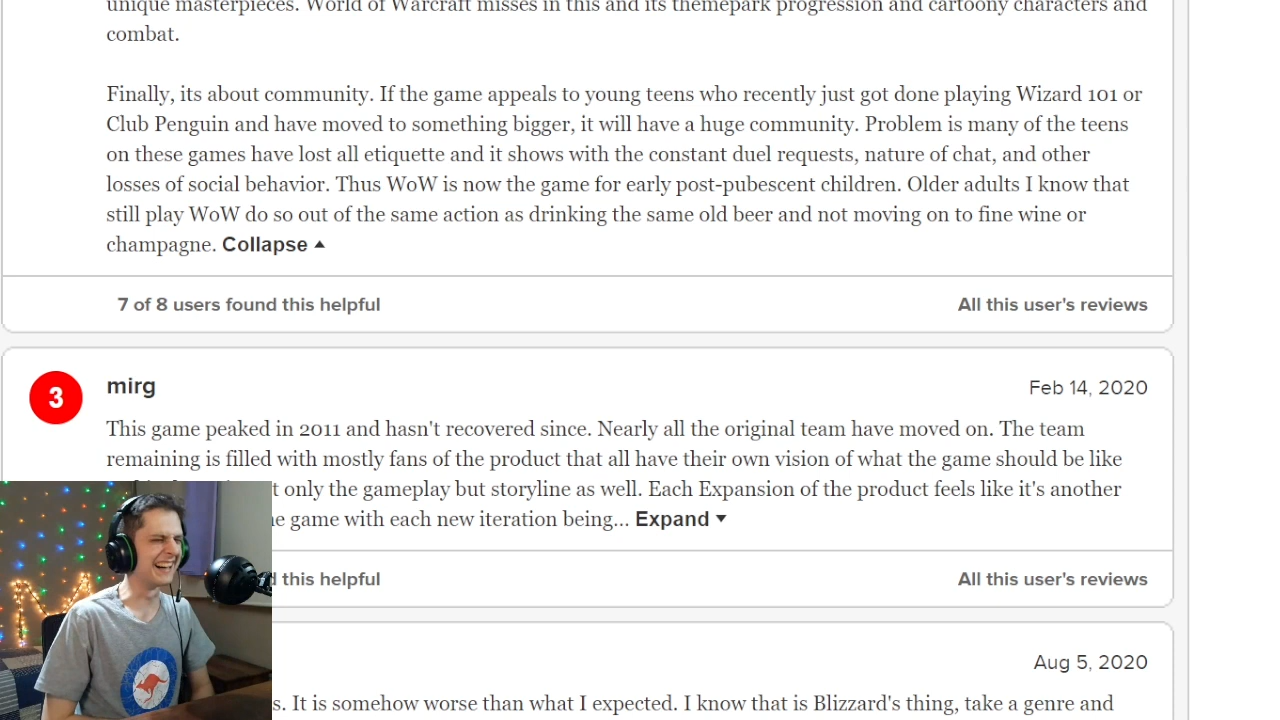 unique masterpieces. World of Warcraft misses in this and its themepark progression and cartoony characters and
combat.
Finally, its about community. If the game appeals to young teens who recently just got done playing Wizard 101 or
Club Penguin and have moved to something bigger, it will have a huge community. Problem is many of the teens
on these games have lost all etiquette and it shows with the constant duel requests, nature of chat, and other
losses of social behavior. Thus WoW is now the game for early post-pubescent children. Older adults I know that
still play WoW do so out of the same action as drinking the same old beer and not moving on to fine wine or
champagne. Collapse
7 of 8 users found this helpful All this user's reviews
3 mirg Feb 14, 2020
This game peaked in 2011 and hasn't recovered since. Nearly all the original team have moved on. The team
remaining is filled with mostly fans of the product that all have their own vision of what the game should be like
only the gameplay but storyline as well. Each Expansion of the product feels like it's another
game with each new iteration being... Expand
this helpful All this user's reviews
Aug 5, 2020
It is somehow worse than what I expected. I know that is Blizzard's thing, take a genre and